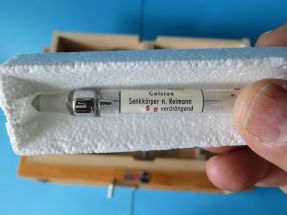 Celsius
Senkkörper n. Reimann
5 g verdrängend